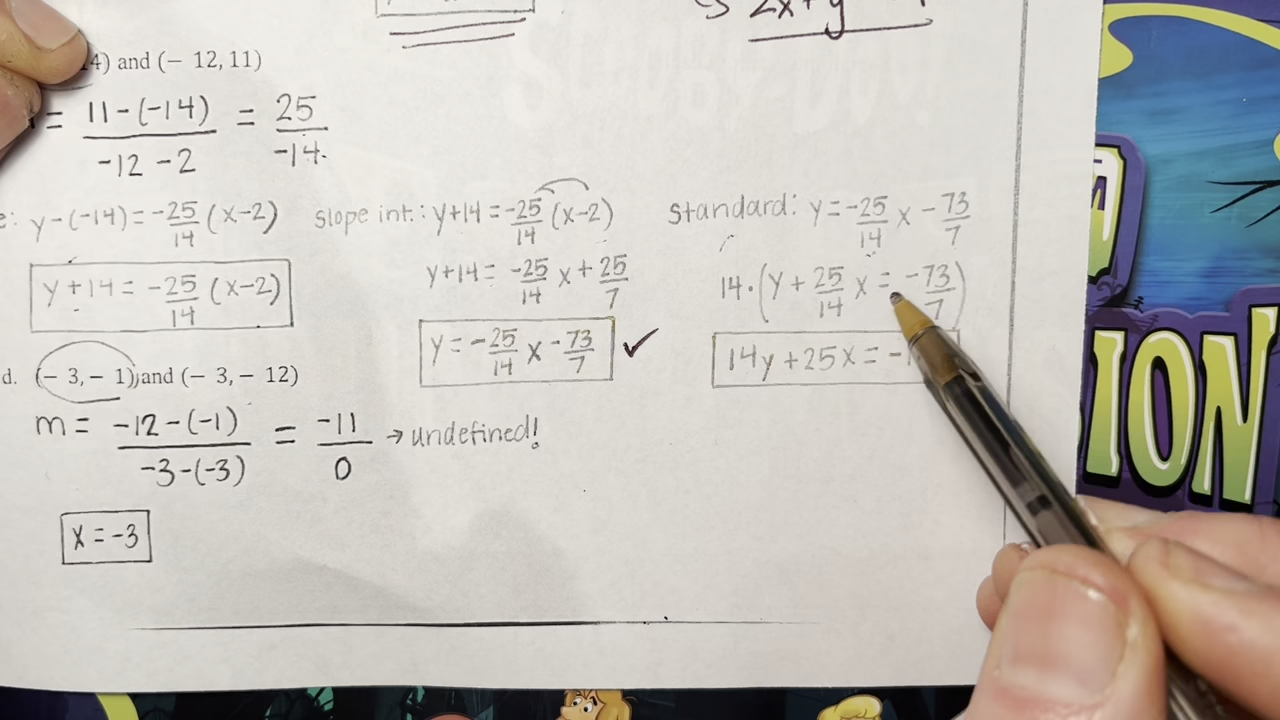 2x+y
4) and (− 12, 11)
= 11-(-14) / -12 -2 = 25 / -14.
e: y-(-14) = -25/14 (x-2)
y+14 = -25/14 (x-2)
slope int.: y+14 = -25/14 (x-2)
y+14 = -25/14 x + 25/7
y = -25/14 x - 73/7 ✓
standard: y = -25/14 x - 73/7
14·(y + 25/14 x = -73/7)
14y + 25x = -
d. (− 3, − 1) and (− 3, − 12)
m = -12-(-1) / -3-(-3) = -11 / 0 → undefined!
x = -3
ION